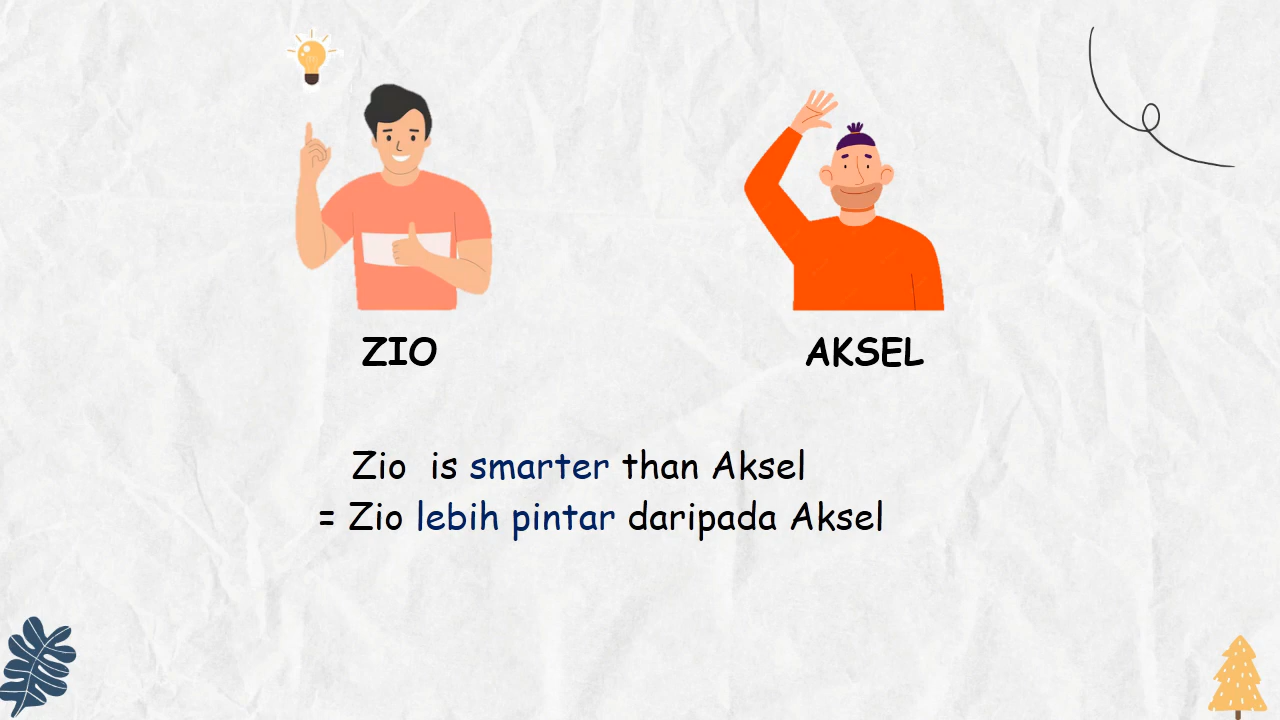 ZIO
AKSEL
Zio is smarter than Aksel
= Zio lebih pintar daripada Aksel